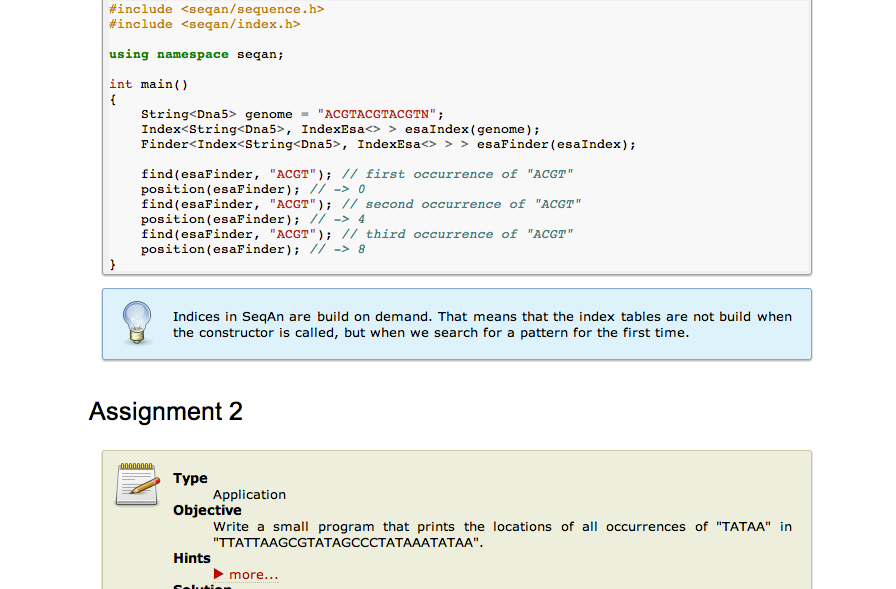 #include <seqan/sequence.h>
#include <seqan/index.h>
using namespace seqan;
int main()
{
String<Dna5> genome = "ACGTACGTACGTN";
Index<String<Dna5>, IndexEsa<> > esaIndex(genome);
Finder<Index<String<Dna5>, IndexEsa<> > > esaFinder(esaIndex);
find(esaFinder, "ACGT"); // first occurrence of "ACGT"
position(esaFinder); // -> 0
find(esaFinder, "ACGT"); // second occurrence of "ACGT"
position(esaFinder); // -> 4
find(esaFinder, "ACGT"); // third occurrence of "ACGT"
position(esaFinder); // -> 8
}
Indices in SeqAn are build on demand. That means that the index tables are not build when
the constructor is called, but when we search for a pattern for the first time.
Assignment 2
Type
Application
Objective
Write a small program that prints the locations of all occurrences of "TATAA" in
"TTATTAAGCGTATAGCCCTATAAATATAA".
Hints
▶ more...
Solution